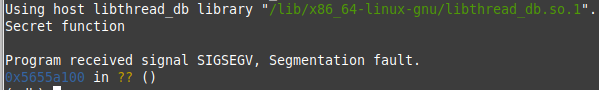 Using host libthread_db library "/lib/x86_64-linux-gnu/libthread_db.so.1".
Secret function

Program received signal SIGSEGV, Segmentation fault.
0x5655a100 in ?? ()